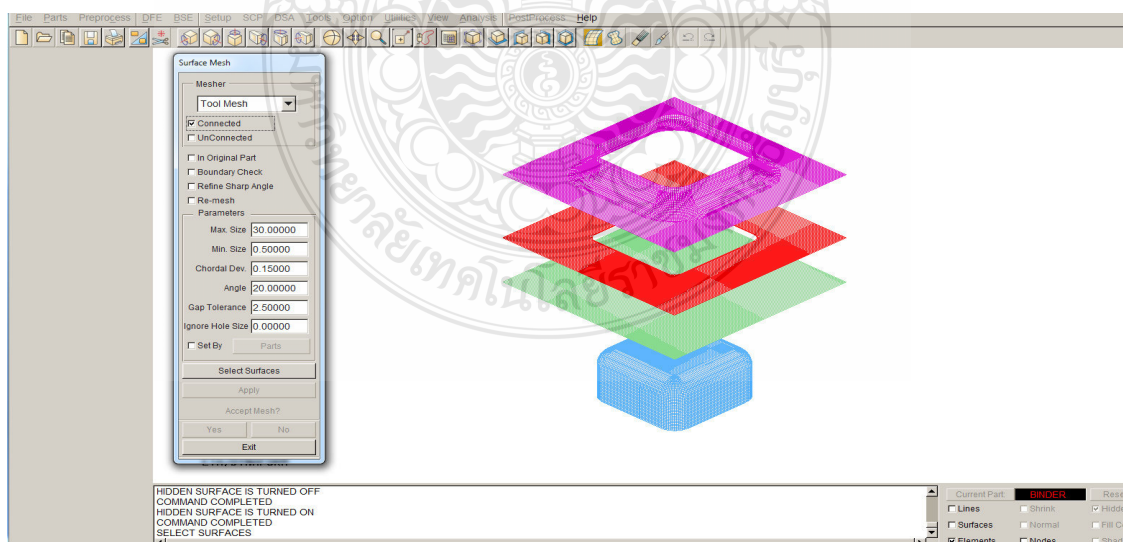 File Parts Preprocess DFE BSE Setup SCP DSA Tools Option Utilities View Analysis PostProcess Help
Surface Mesh
Mesher
Tool Mesh
Connected
UnConnected
In Original Part
Boundary Check
Refine Sharp Angle
Re-mesh
Parameters
Max. Size 30.00000
Min. Size 0.50000
Chordal Dev. 0.15000
Angle 20.00000
Gap Tolerance 2.50000
Ignore Hole Size 0.00000
Set By Parts
Select Surfaces
Apply
Accept Mesh?
Yes No
Exit
HIDDEN SURFACE IS TURNED OFF
COMMAND COMPLETED
HIDDEN SURFACE IS TURNED ON
COMMAND COMPLETED
SELECT SURFACES
Current Part BINDER Rese
Lines Shrink Hidde
Surfaces Normal Fill C
Elements Nodes Shad